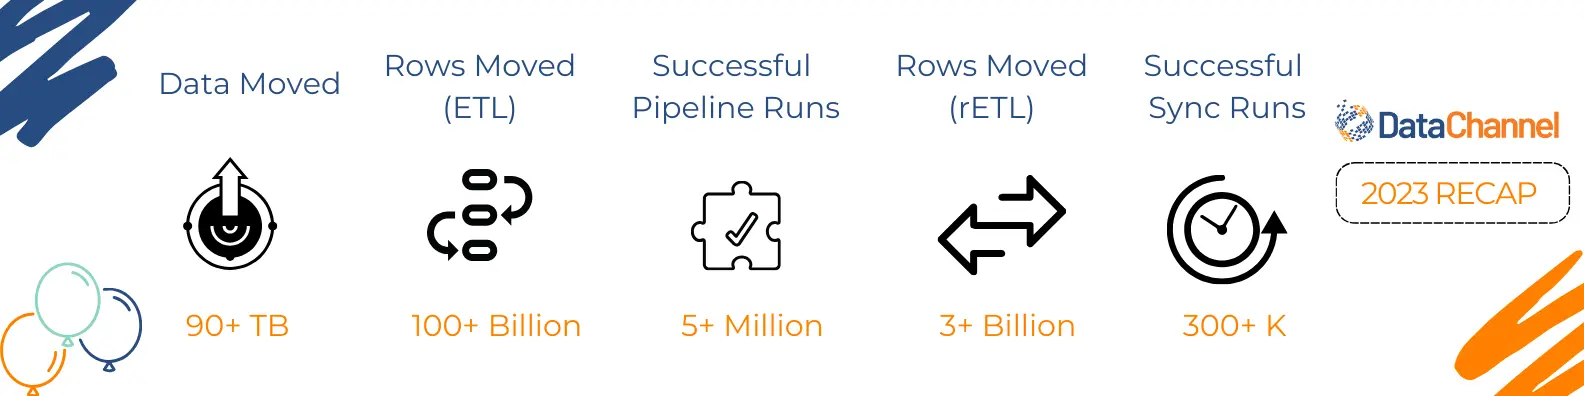 Data Moved
90+ TB
Rows Moved
(ETL)
100+ Billion
Successful
Pipeline Runs
5+ Million
Rows Moved
(rETL)
3+ Billion
Successful
Sync Runs
300+ K
DataChannel
2023 RECAP